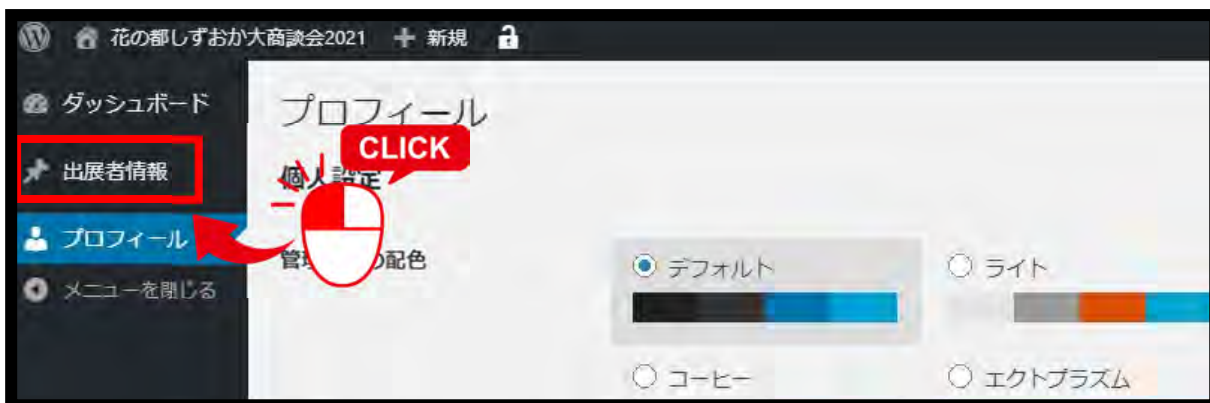 花の都しずおか大商談会2021 新規
ダッシュボード
出展者情報
プロフィール
メニューを閉じる
プロフィール
CLICK
個人設定
の配色
デフォルト
ライト
コーヒー
エクトプラズム